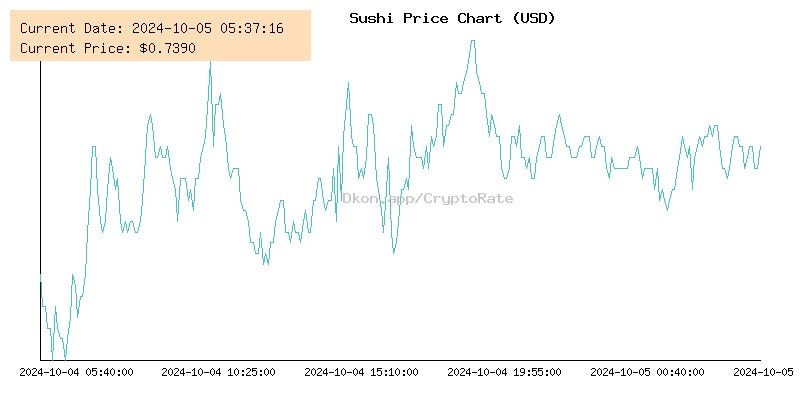 Sushi Price Chart (USD)
Current Date: 2024-10-05 05:37:16
Current Price: $0.7390
Dkon.app/CryptoRate
2024-10-04 05:40:00 2024-10-04 10:25:00 2024-10-04 15:10:00 2024-10-04 19:55:00 2024-10-05 00:40:00 2024-10-05